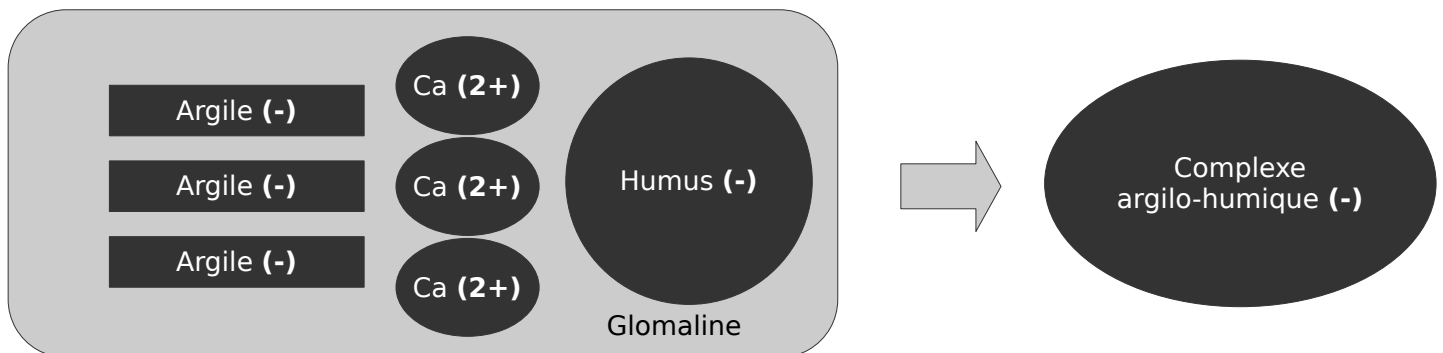 Argile (-)
Argile (-)
Argile (-)
Ca (2+)
Ca (2+)
Ca (2+)
Humus (-)
Glomaline
Complexe
argilo-humique (-)